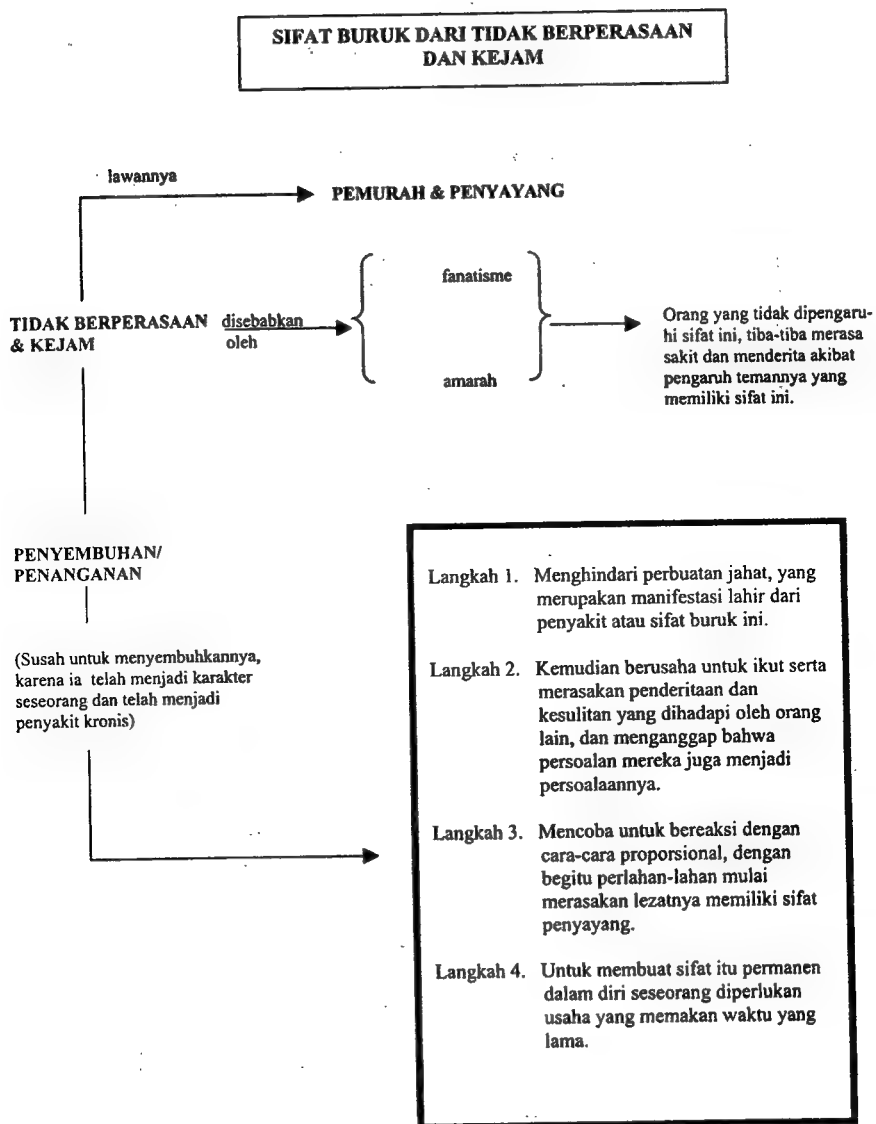 SIFAT BURUK DARI TIDAK BERPERASAAN
DAN KEJAM
lawannya
PEMURAH & PENYAYANG
TIDAK BERPERASAAN
& KEJAM
disebabkan
oleh
fanatisme
amarah
Orang yang tidak dipengaru-
hi sifat ini, tiba-tiba merasa
sakit dan menderita akibat
pengaruh temannya yang
memiliki sifat ini.
PENYEMBUHAN/
PENANGANAN
(Susah untuk menyembuhkannya,
karena ia telah menjadi karakter
seseorang dan telah menjadi
penyakit kronis)
Langkah 1. Menghindari perbuatan jahat, yang
merupakan manifestasi lahir dari
penyakit atau sifat buruk ini.
Langkah 2. Kemudian berusaha untuk ikut serta
merasakan penderitaan dan
kesulitan yang dihadapi oleh orang
lain, dan menganggap bahwa
persoalan mereka juga menjadi
persoalaannya.
Langkah 3. Mencoba untuk bereaksi dengan
cara-cara proporsional, dengan
begitu perlahan-lahan mulai
merasakan lezatnya memiliki sifat
penyayang.
Langkah 4. Untuk membuat sifat itu permanen
dalam diri seseorang diperlukan
usaha yang memakan waktu yang
lama.